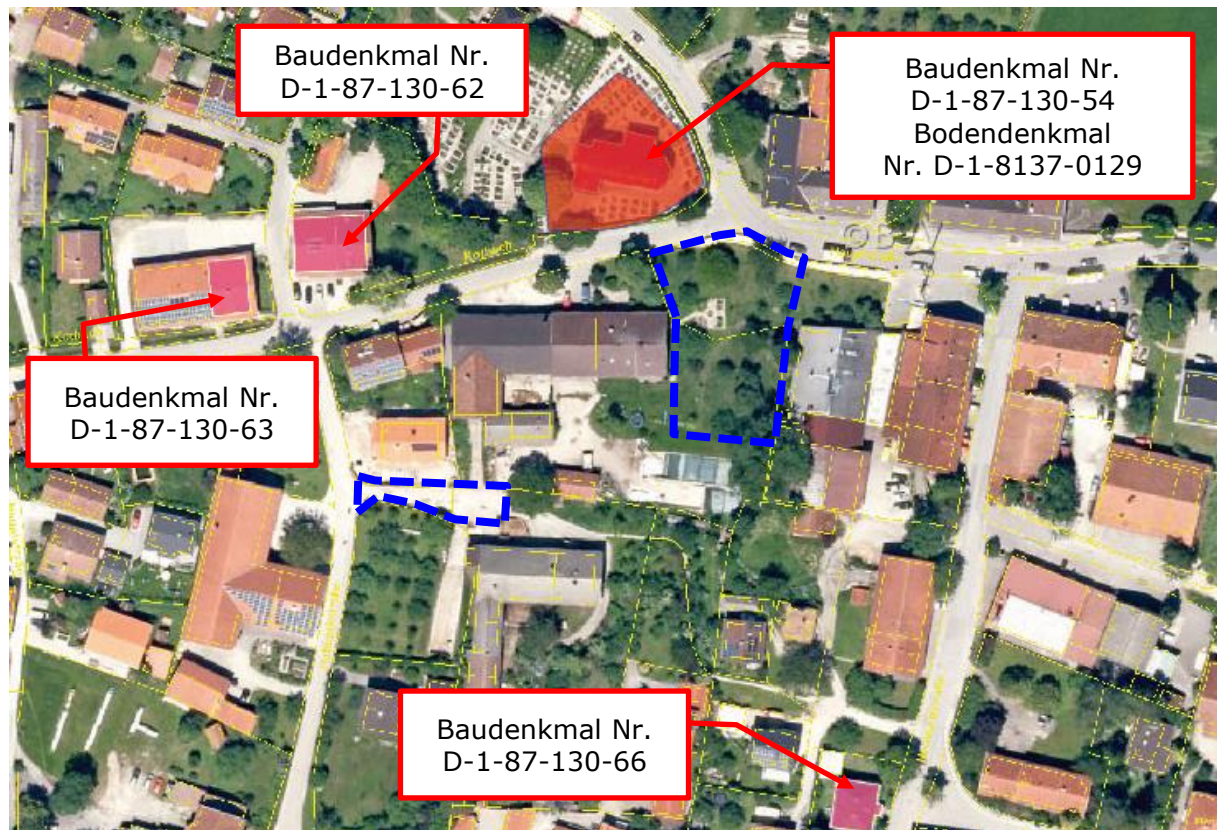 Baudenkmal Nr.
D-1-87-130-62
Baudenkmal Nr.
D-1-87-130-54
Bodendenkmal
Nr. D-1-8137-0129
Baudenkmal Nr.
D-1-87-130-63
Baudenkmal Nr.
D-1-87-130-66